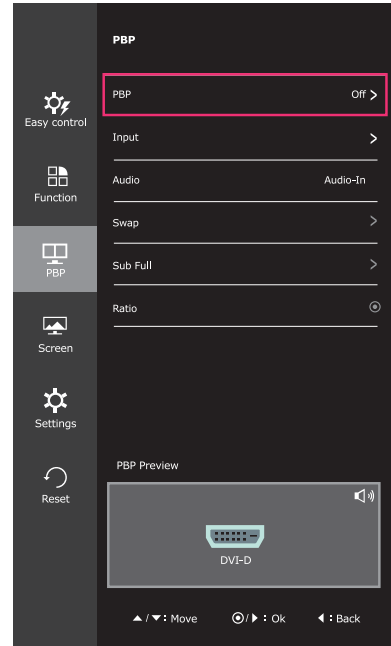 PBP
Easy control
Function
PBP
Screen
Settings
Reset
PBP Off >
Input >
Audio Audio-In
Swap >
Sub Full >
Ratio
PBP Preview
DVI-D
▲/▼: Move ⦿/▶ : Ok ◀ : Back